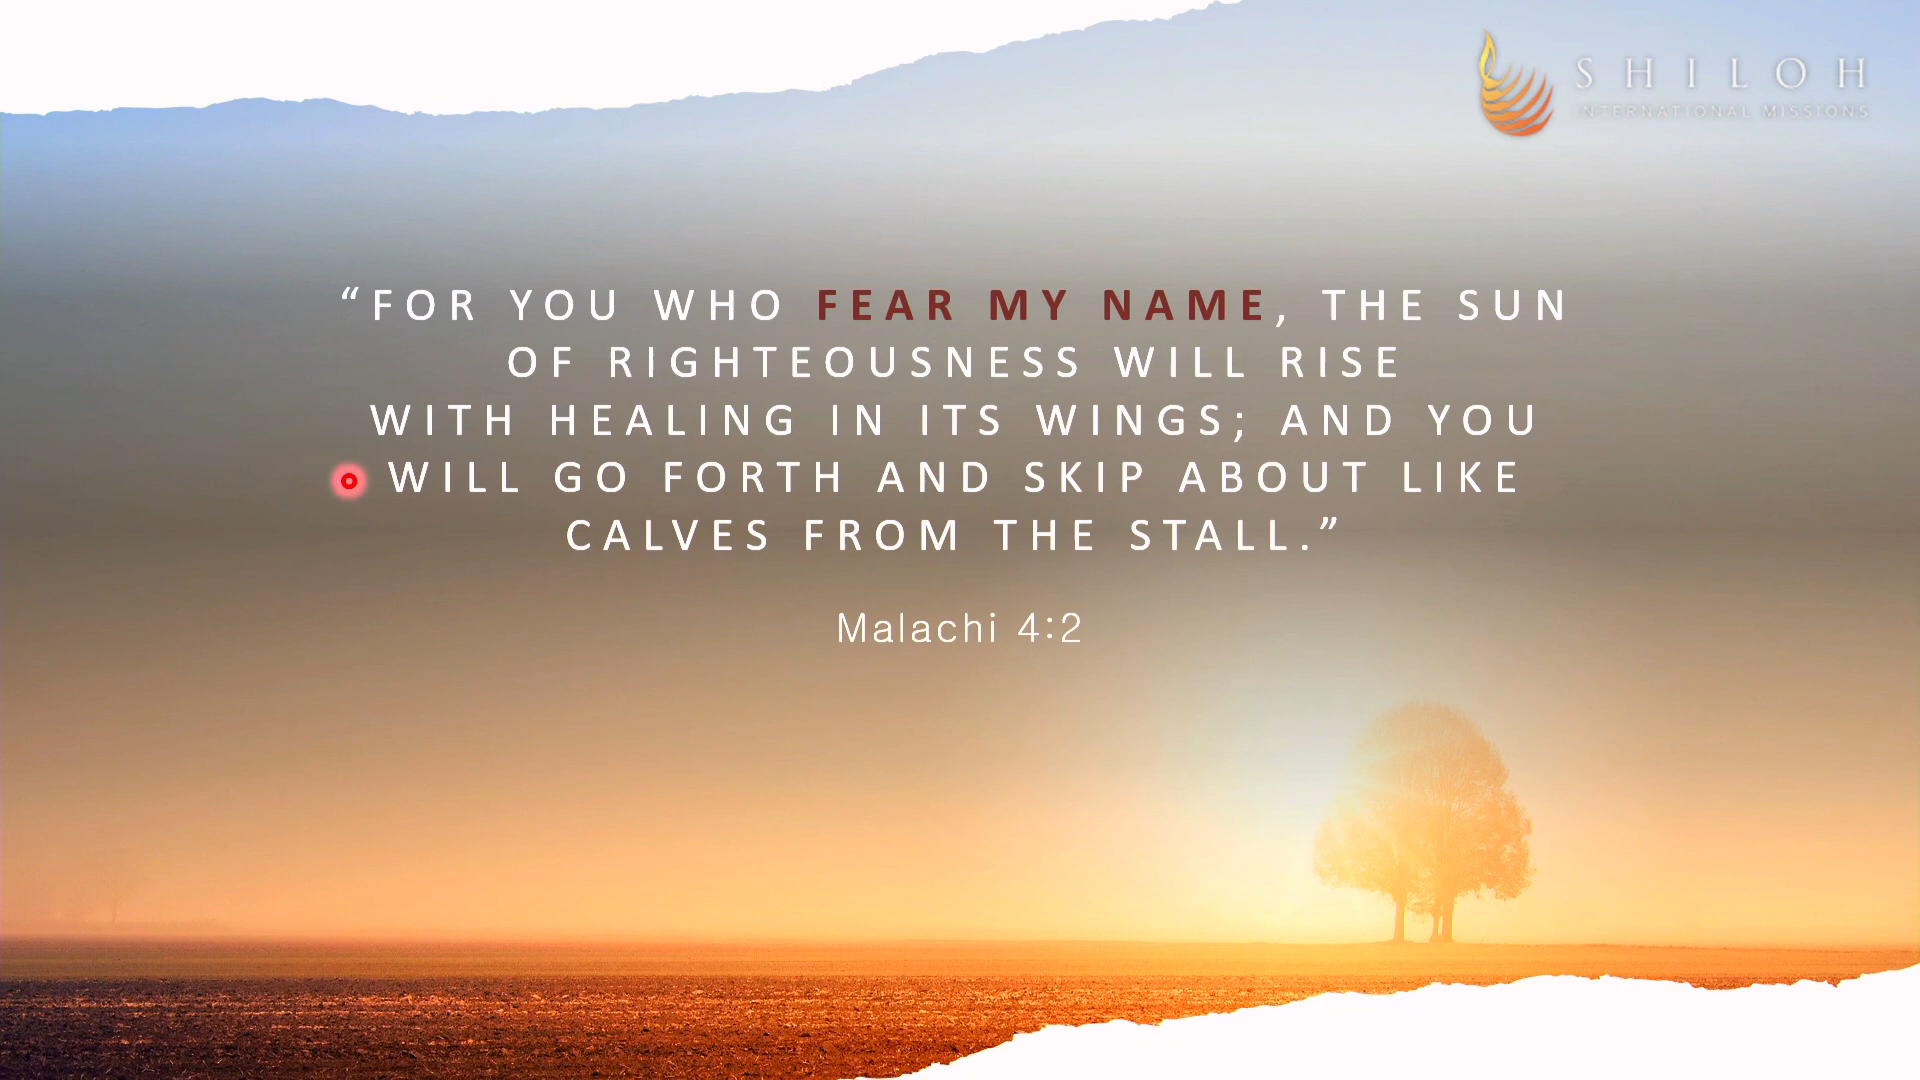 SHILOH
INTERNATIONAL MISSIONS
“FOR YOU WHO FEAR MY NAME, THE SUN
OF RIGHTEOUSNESS WILL RISE
WITH HEALING IN ITS WINGS; AND YOU
WILL GO FORTH AND SKIP ABOUT LIKE
CALVES FROM THE STALL.”
Malachi 4:2